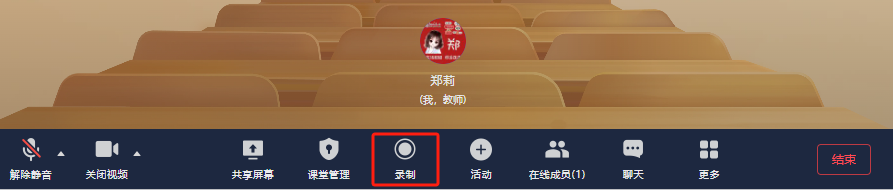 郑
郑莉
(我，教师)
解除静音
关闭视频
共享屏幕
课堂管理
录制
活动
在线成员(1)
聊天
更多
结束